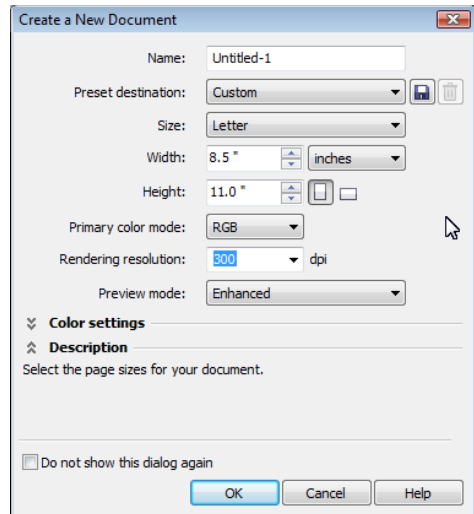 Create a New Document
Name: Untitled-1
Preset destination: Custom
Size: Letter
Width: 8.5 " inches
Height: 11.0 "
Primary color mode: RGB
Rendering resolution: 300 dpi
Preview mode: Enhanced
Color settings
Description
Select the page sizes for your document.
Do not show this dialog again
OK Cancel Help